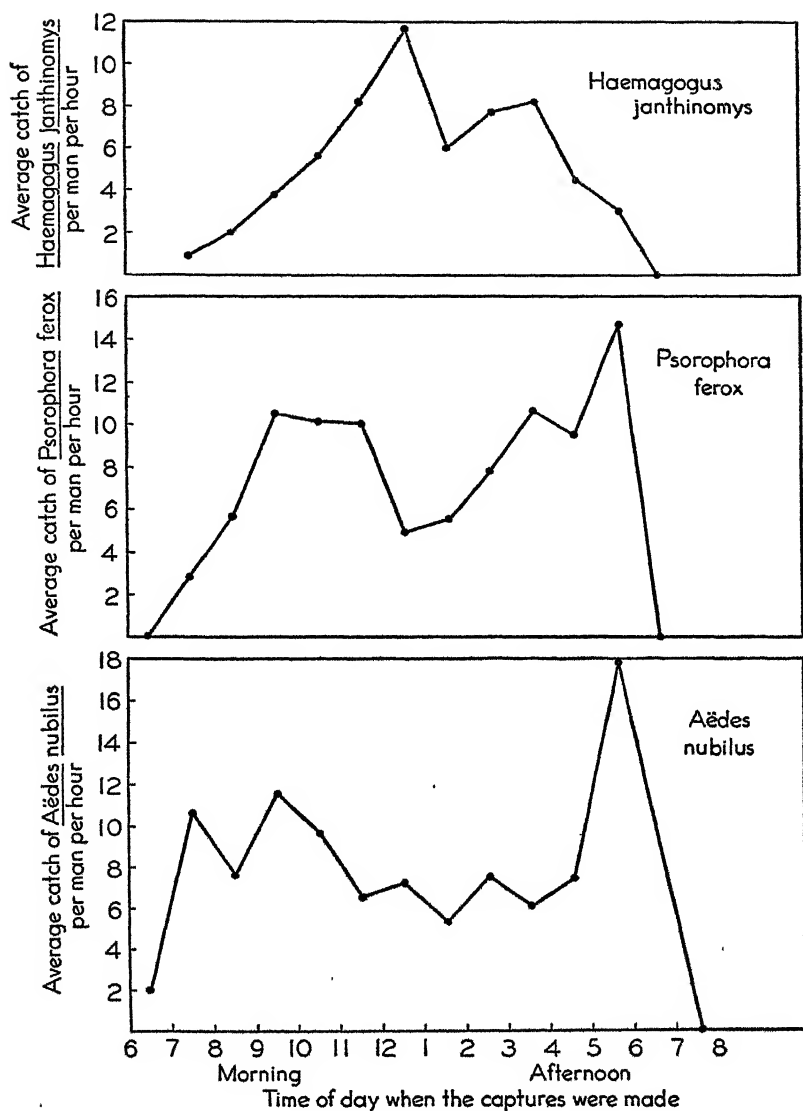 Average catch of
Haemagogus janthinomys
per man per hour
12
8
4
2
Haemagogus
janthinomys
Average catch of Psorophora ferox
per man per hour
16
14
12
10
8
6
4
2
Psorophora
ferox
Average catch of Aëdes nubilus
per man per hour
18
16
14
12
10
8
6
4
2
Aëdes
nubilus
6 7 8 9 10 11 12 1 2 3 4 5 6 7 8
Morning Afternoon
Time of day when the captures were made